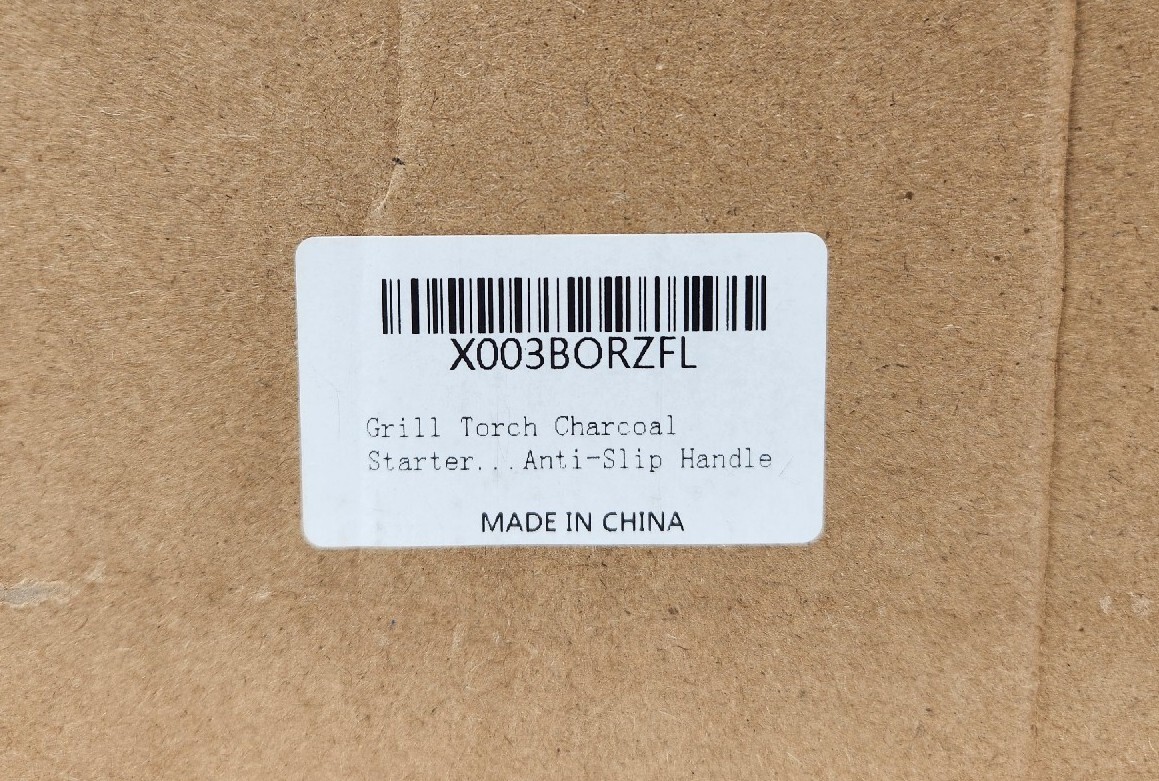 X003BORZFL
Grill Torch Charcoal
Starter...Anti-Slip Handle
MADE IN CHINA